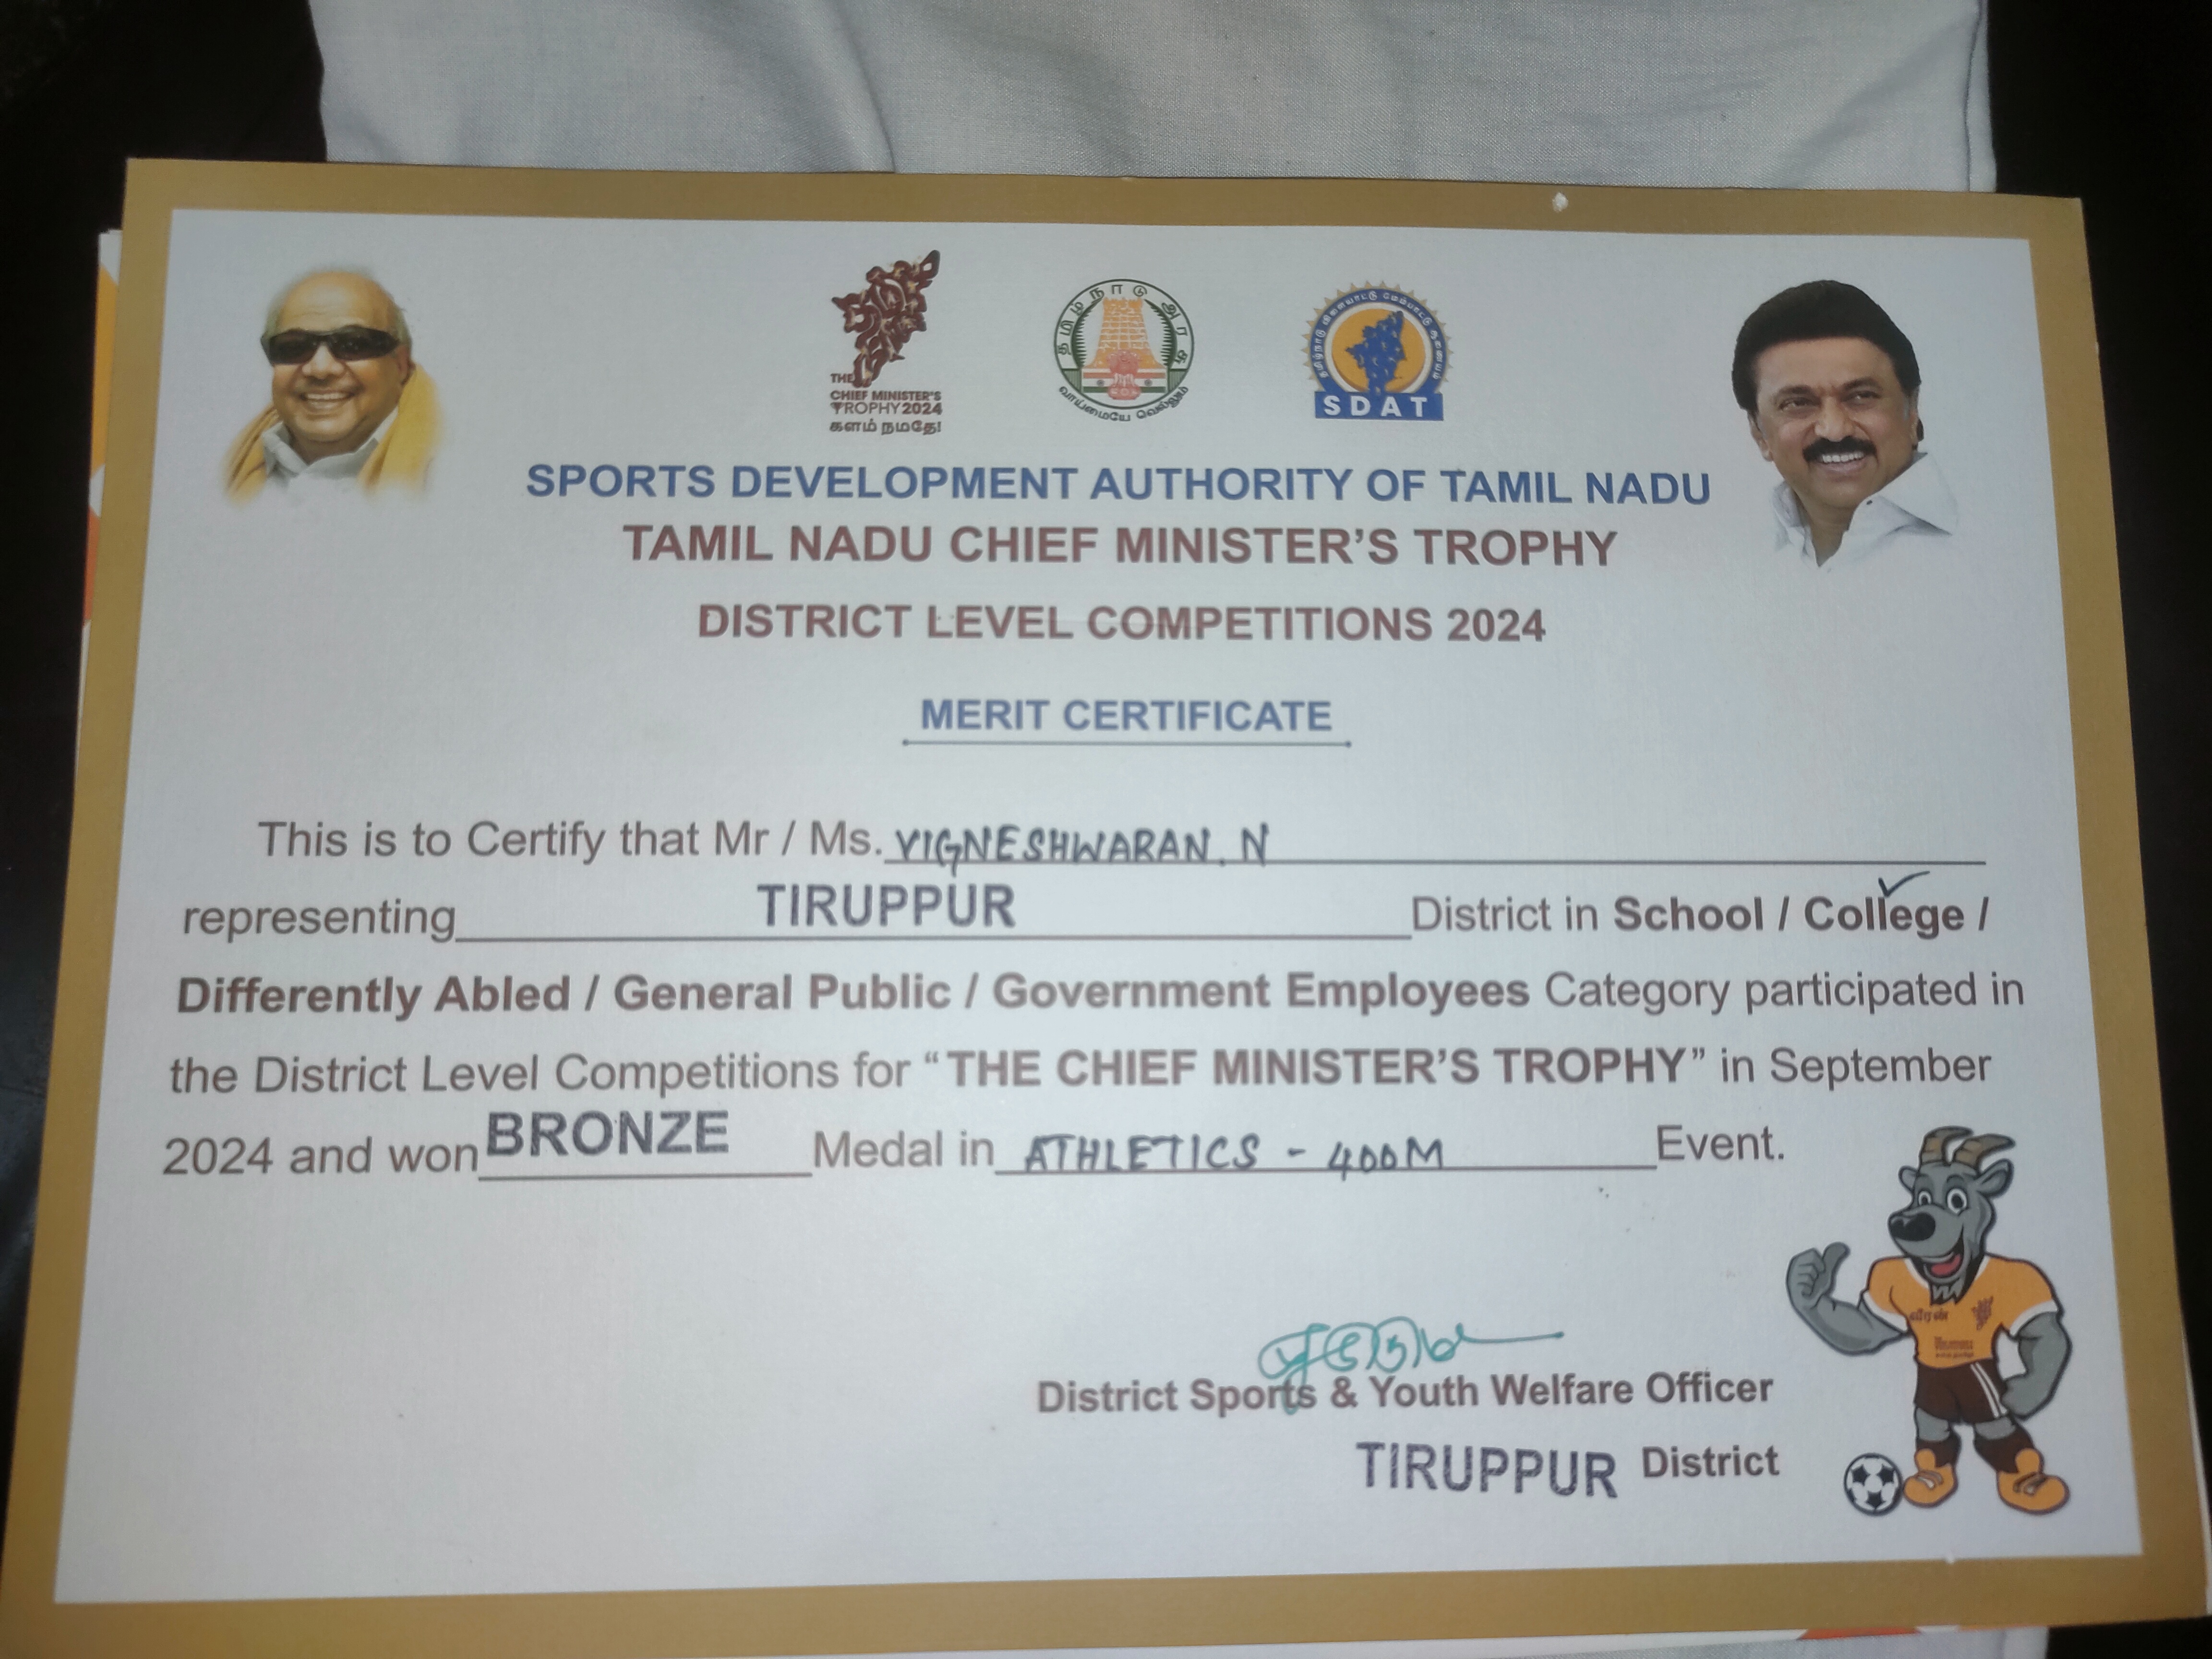 THE
CHIEF MINISTER'S
TROPHY 2024
களம் நமதே!
தமிழ்நாடு அரசு
வாய்மையே வெல்லும்
SDAT
SPORTS DEVELOPMENT AUTHORITY OF TAMIL NADU
TAMIL NADU CHIEF MINISTER'S TROPHY
DISTRICT LEVEL COMPETITIONS 2024
MERIT CERTIFICATE
This is to Certify that Mr / Ms. VIGNESHWARAN. N
representing TIRUPPUR District in School / College /
Differently Abled / General Public / Government Employees Category participated in
the District Level Competitions for “THE CHIEF MINISTER'S TROPHY” in September
2024 and won BRONZE Medal in ATHLETICS - 400M Event.
வீரன்
District Sports & Youth Welfare Officer
TIRUPPUR District